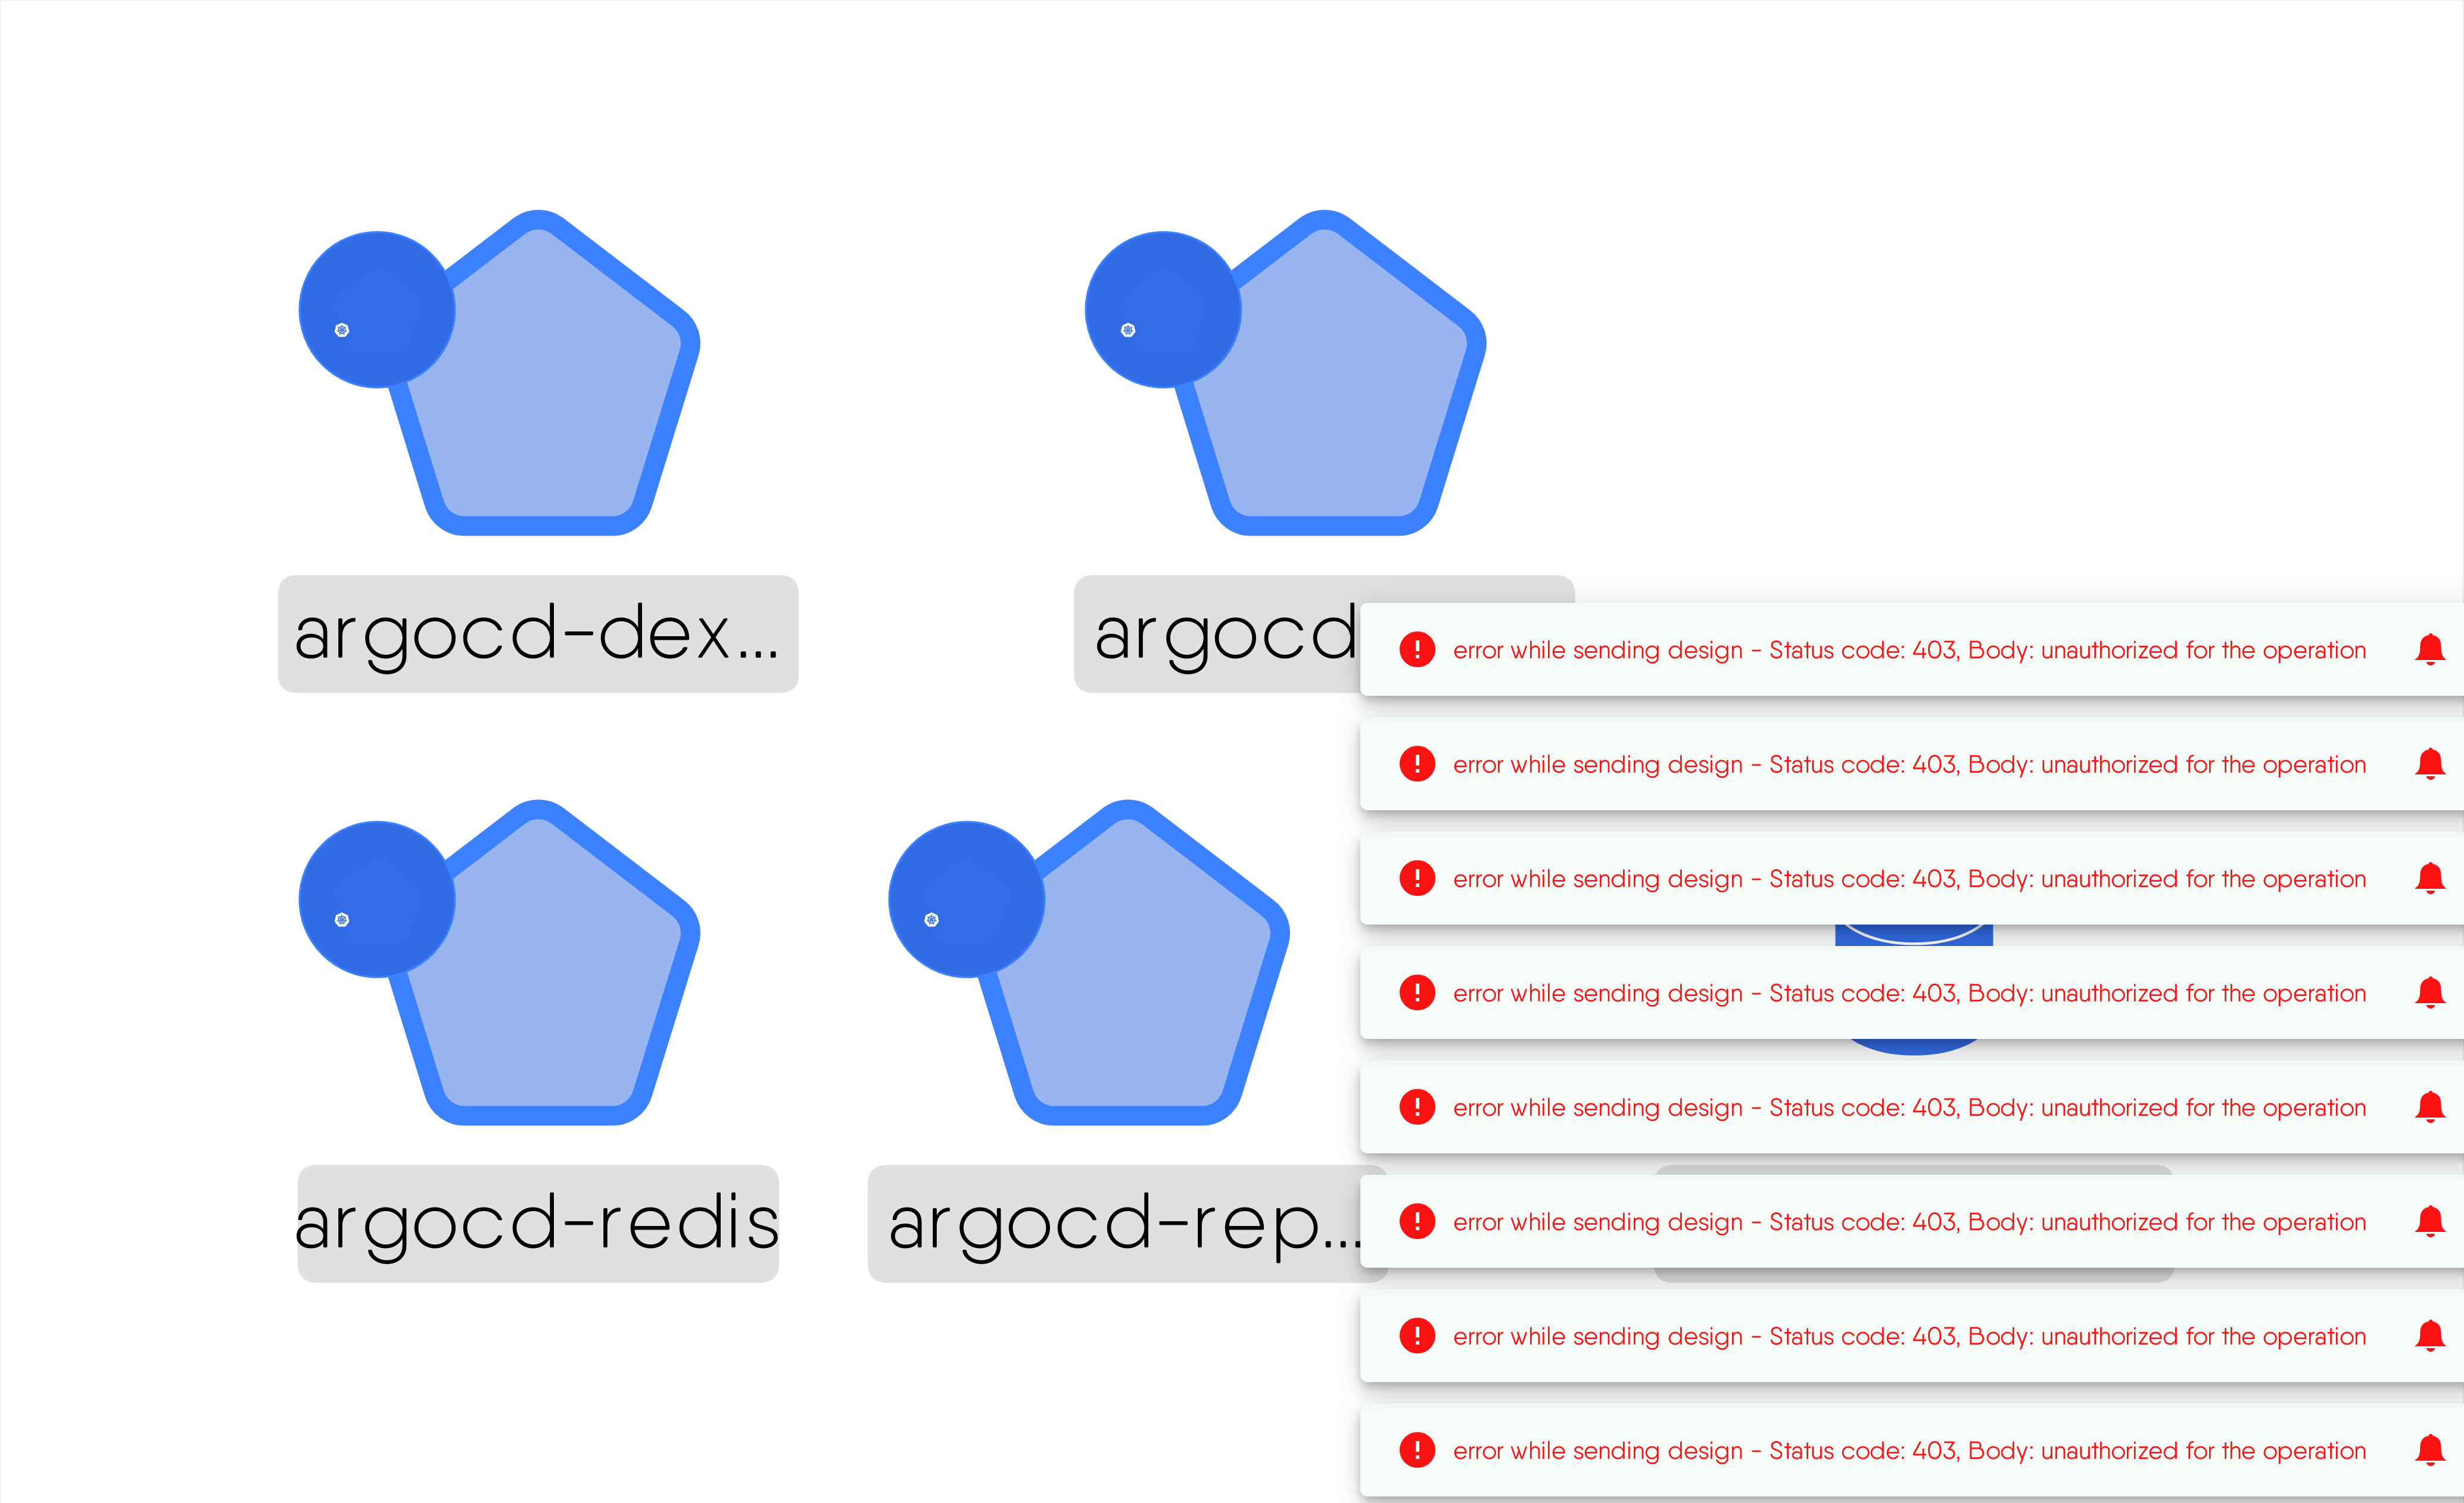 argocd-dex...
argocd
error while sending design - Status code: 403, Body: unauthorized for the operation
error while sending design - Status code: 403, Body: unauthorized for the operation
error while sending design - Status code: 403, Body: unauthorized for the operation
error while sending design - Status code: 403, Body: unauthorized for the operation
error while sending design - Status code: 403, Body: unauthorized for the operation
argocd-redis
argocd-rep...
error while sending design - Status code: 403, Body: unauthorized for the operation
error while sending design - Status code: 403, Body: unauthorized for the operation
error while sending design - Status code: 403, Body: unauthorized for the operation